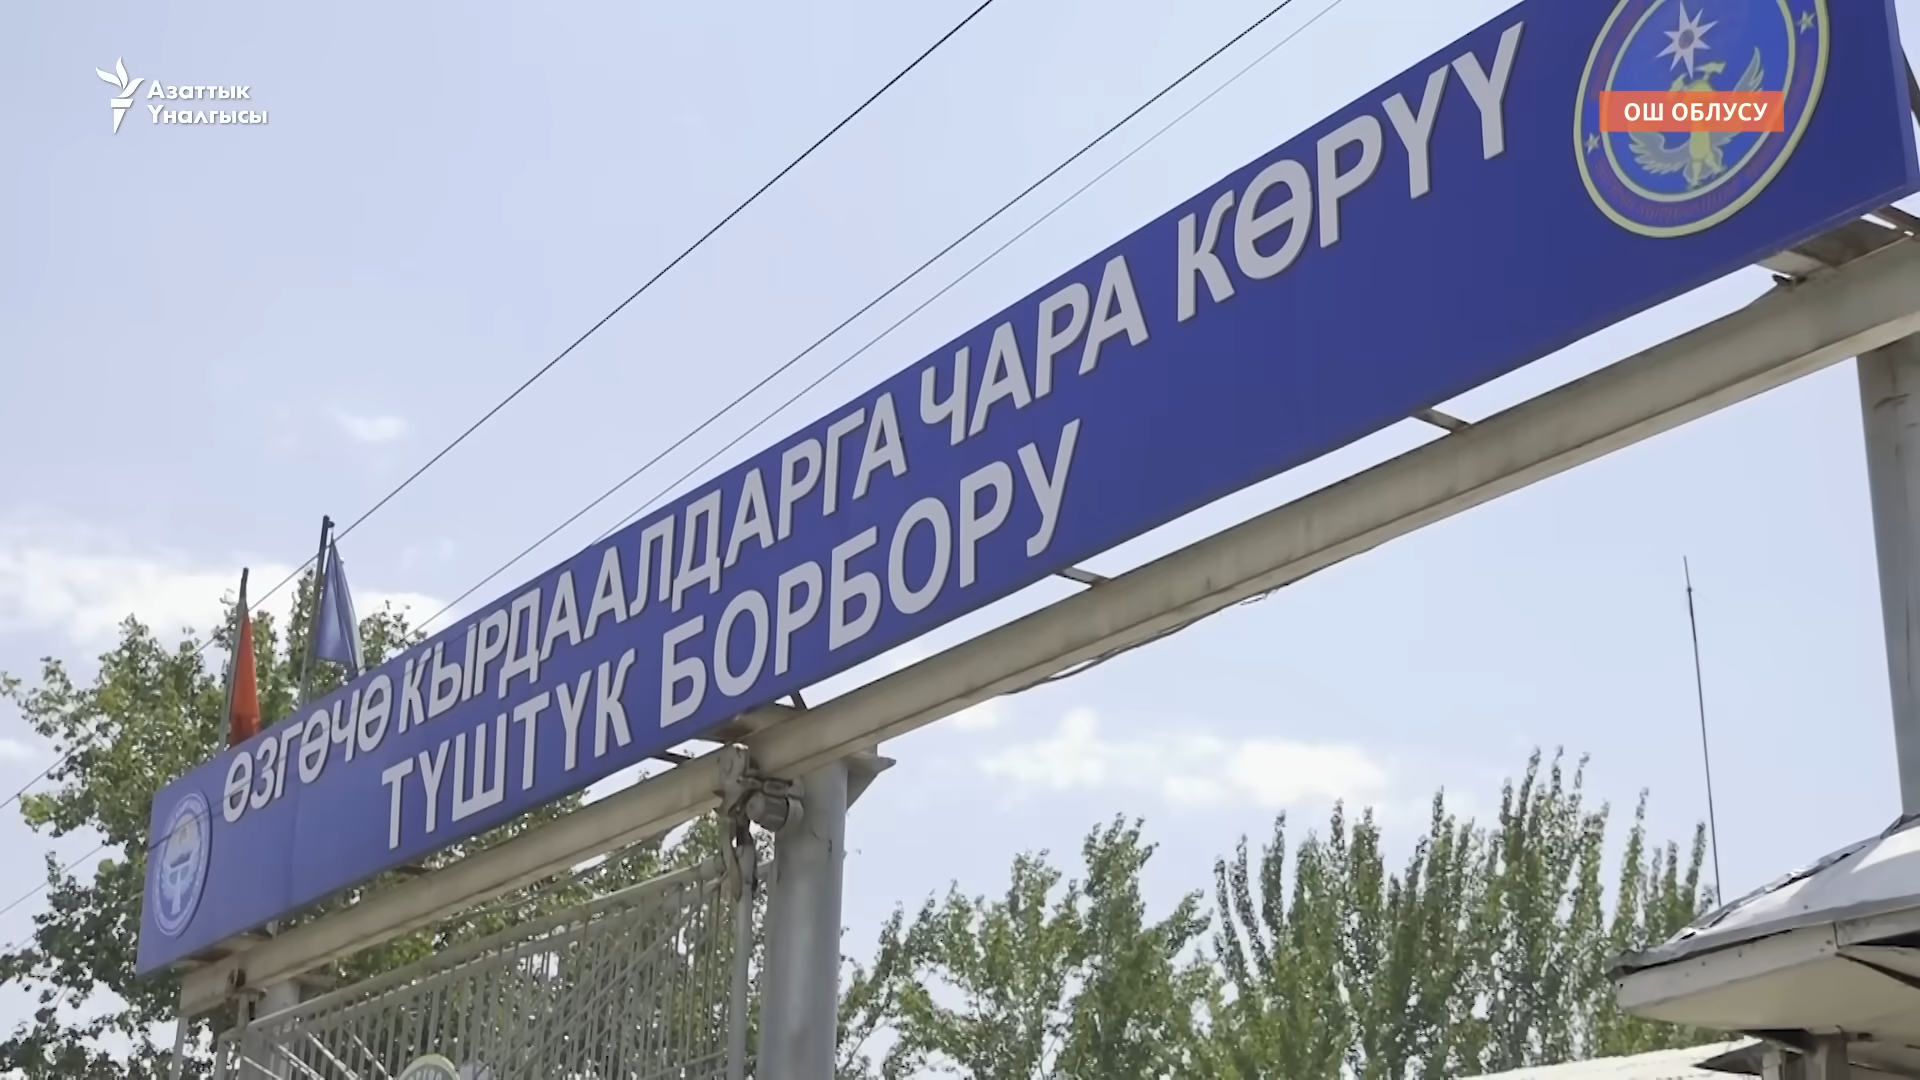 Азаттык
Үналгысы
ОШ ОБЛУСУ
ӨЗГӨЧӨ КЫРДААЛДАРГА ЧАРА КӨРҮҮ
ТҮШТҮК БОРБОРУ